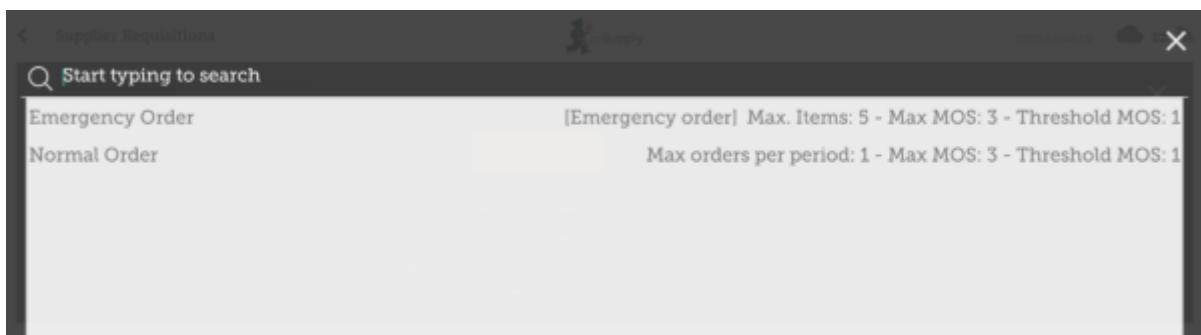 Supplier Requisitions
Start typing to search
Emergency Order [Emergency order] Max. Items: 5 - Max MOS: 3 - Threshold MOS: 1
Normal Order Max orders per period: 1 - Max MOS: 3 - Threshold MOS: 1